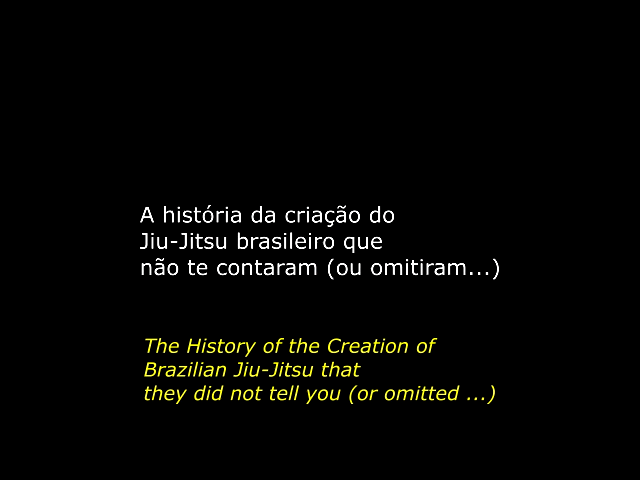 A história da criação do
Jiu-Jitsu brasileiro que
não te contaram (ou omitiram...)
The History of the Creation of
Brazilian Jiu-Jitsu that
they did not tell you (or omitted ...)